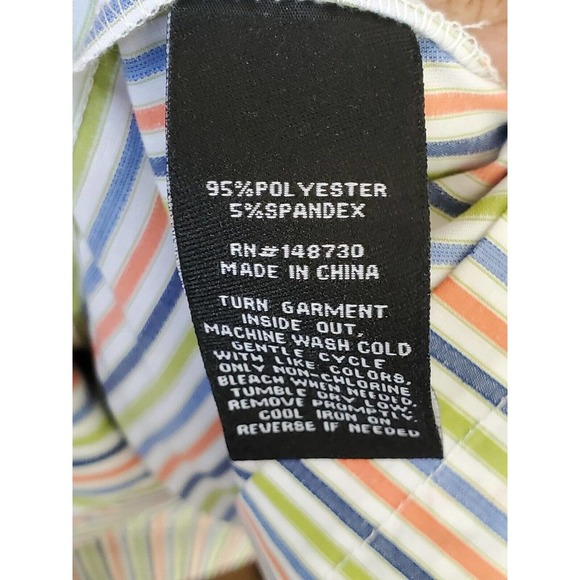 95%POLYESTER
5%SPANDEX
RN#148730
MADE IN CHINA
TURN GARMENT
INSIDE OUT,
MACHINE WASH COLD
GENTLE CYCLE
WITH LIKE COLORS,
ONLY NON-CHLORINE
BLEACH WHEN NEEDED,
TUMBLE DRY LOW,
REMOVE PROMPTLY,
COOL IRON ON
REVERSE IF NEEDED